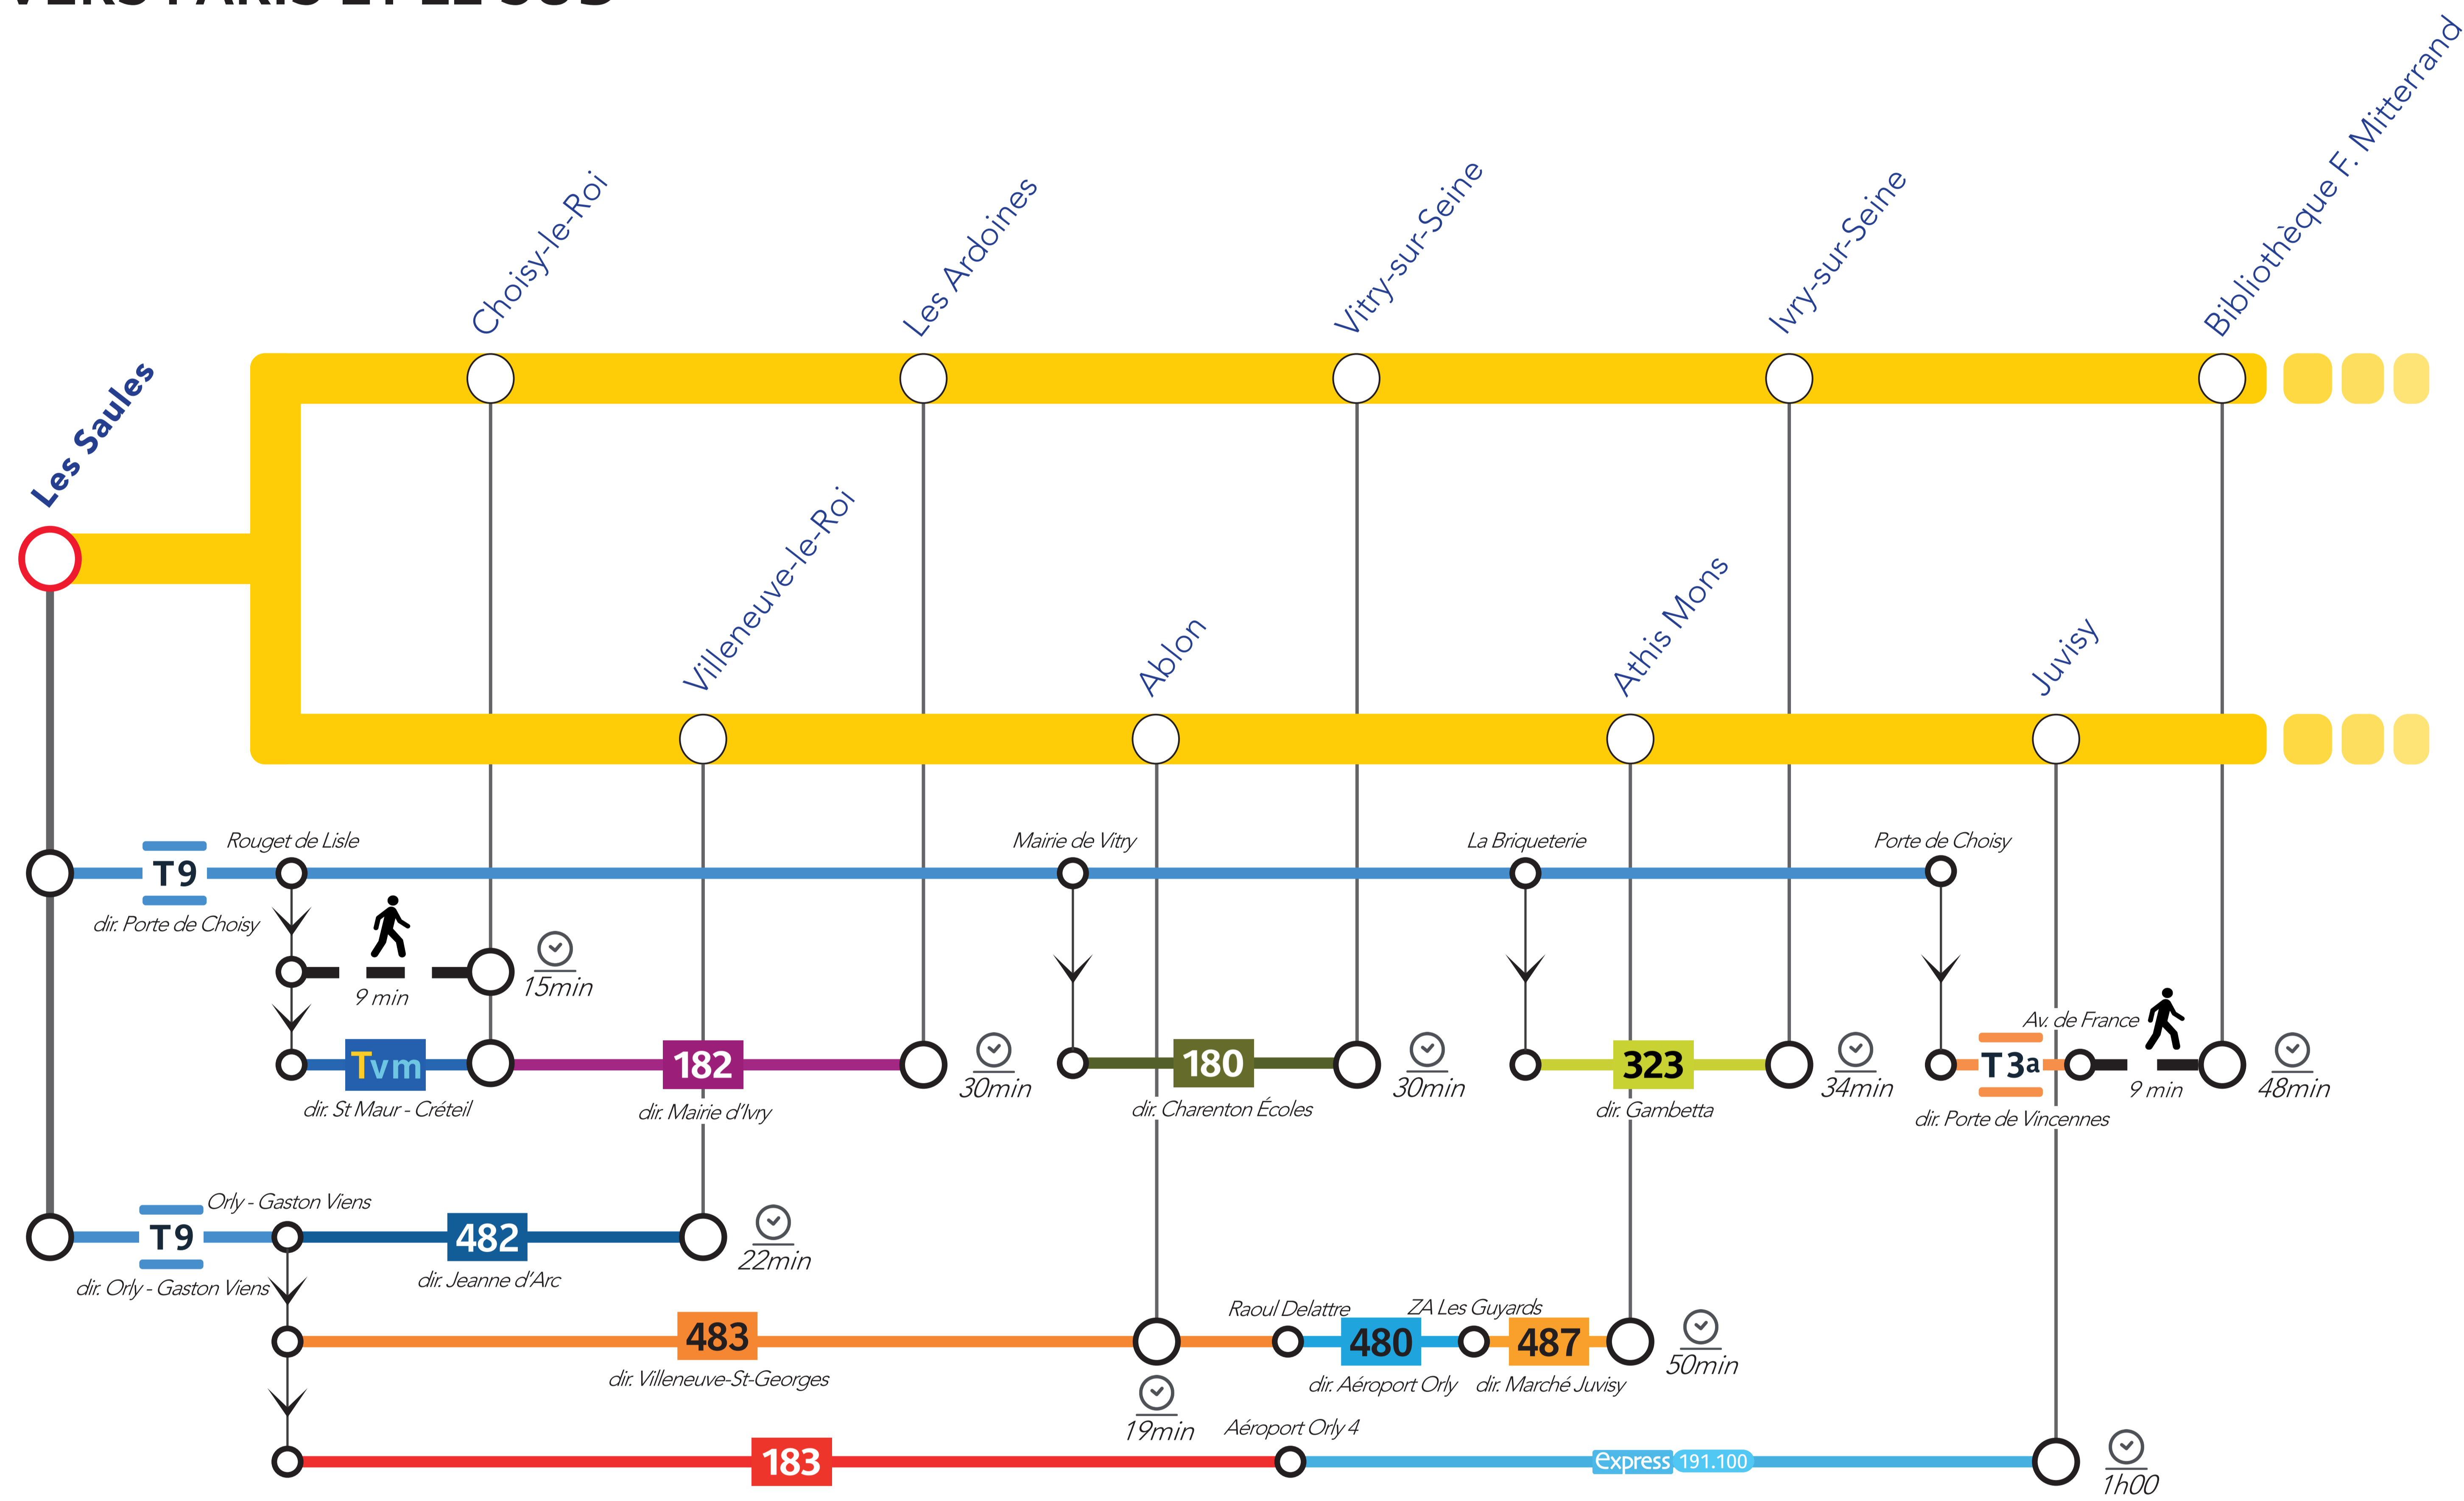 VERS PARIS ET LE SUD
Les Saules
Choisy-le-Roi
Les Ardoines
Vitry-sur-Seine
Ivry-sur-Seine
Bibliothèque F. Mitterrand
Villeneuve-le-Roi
Ablon
Athis Mons
Juvisy
T9
dir. Porte de Choisy
Rouget de Lisle
Mairie de Vitry
La Briqueterie
Porte de Choisy
9 min
15min
Tvm
dir. St Maur - Créteil
182
dir. Mairie d'Ivry
30min
180
dir. Charenton Écoles
30min
323
dir. Gambetta
34min
T3a
dir. Porte de Vincennes
Av. de France
9 min
48min
T9
dir. Orly - Gaston Viens
Orly - Gaston Viens
482
dir. Jeanne d'Arc
22min
483
dir. Villeneuve-St-Georges
19min
Raoul Delattre
480
dir. Aéroport Orly
ZA Les Guyards
487
dir. Marché Juvisy
50min
183
Aéroport Orly 4
express 191.100
1h00